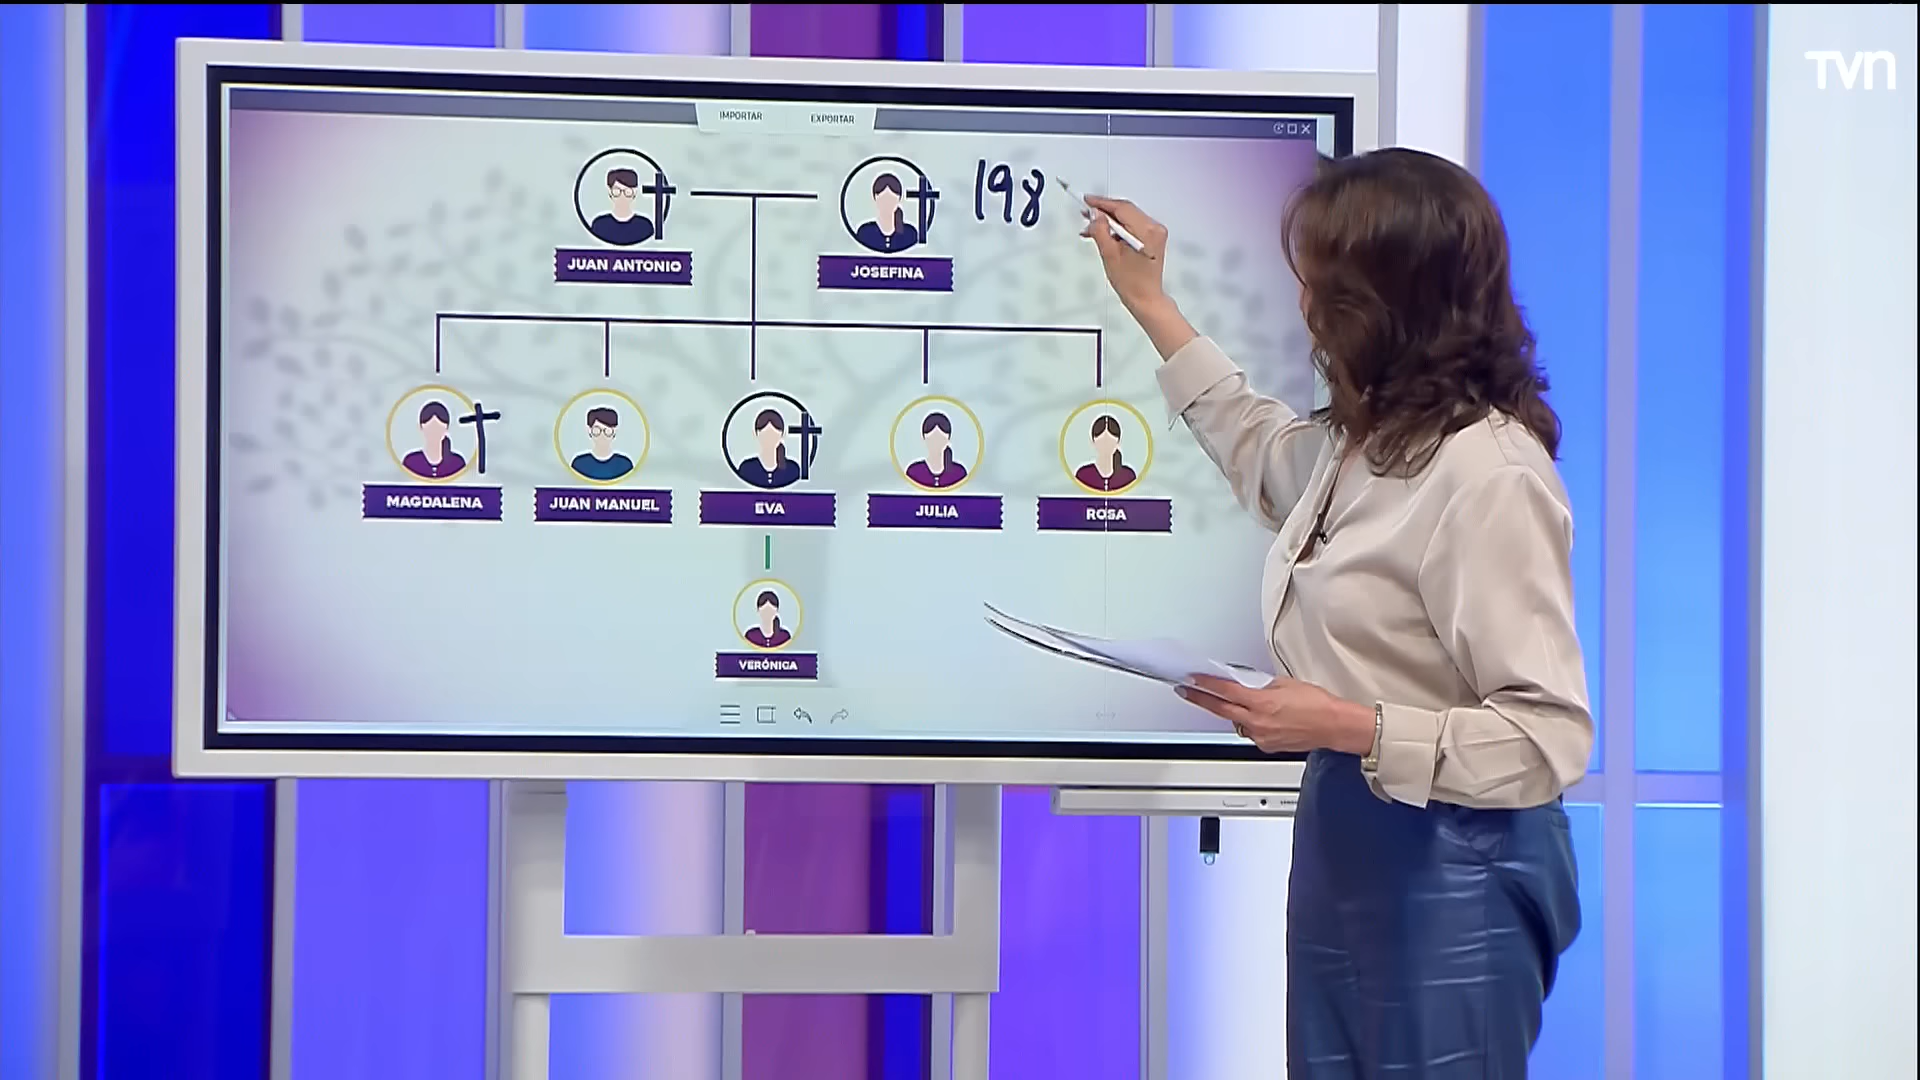 TVN
IMPORTAR EXPORTAR
198
JUAN ANTONIO JOSEFINA
MAGDALENA JUAN MANUEL EVA JULIA ROSA
VERÓNICA